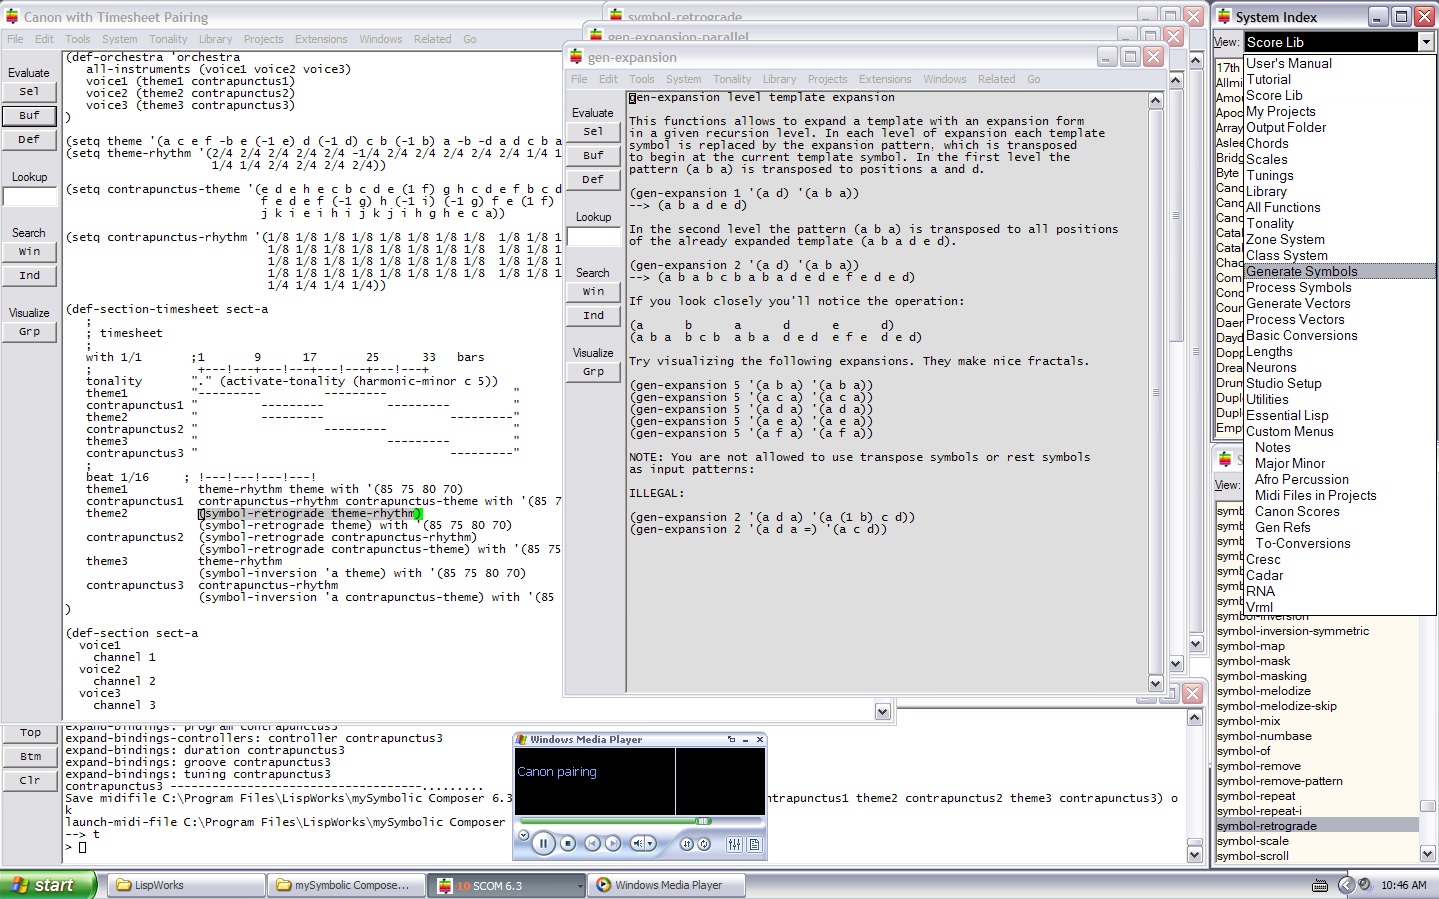 Canon with Timesheet Pairing
File Edit Tools System Tonality Library Projects Extensions Windows Related Go
Evaluate
Sel
Buf
Def
Lookup
Search
Win
Ind
Visualize
Grp
(def-orchestra 'orchestra
all-instruments (voice1 voice2 voice3)
voice1 (theme1 contrapunctus1)
voice2 (theme2 contrapunctus2)
voice3 (theme3 contrapunctus3)
)
(setq theme '(a c e f -b e (-1 e) d (-1 d) c b (-1 b) a -b -d a d c b a
(setq theme-rhythm '(2/4 2/4 2/4 2/4 2/4 -1/4 2/4 2/4 2/4 2/4 2/4 1/4 1
1/4 1/4 2/4 2/4 2/4 2/4))
(setq contrapunctus-theme '(e d e h e c b c d e (1 f) g h c d e f b c d
f e d e f (-1 g) h (-1 i) (-1 g) f e (1 f)
j k i e i h i j k j i h g h e c a))
(setq contrapunctus-rhythm '(1/8 1/8 1/8 1/8 1/8 1/8 1/8 1/8 1/8 1/8 1
1/8 1/8 1/8 1/8 1/8 1/8 1/8 1/8 1/8 1/8 1
1/8 1/8 1/8 1/8 1/8 1/8 1/8 1/8 1/8 1/8 1
1/8 1/8 1/8 1/8 1/8 1/8 1/8 1/8 1/8 1/8 1
1/4 1/4 1/4 1/4))
(def-section-timesheet sect-a
;
; timesheet
;
with 1/1 ;1 9 17 25 33 bars
; +---!---+---!---+---!---+---!---+
tonality "." (activate-tonality (harmonic-minor c 5))
theme1 "--------- --------- "
contrapunctus1 " --------- --------- "
theme2 " --------- ---------"
contrapunctus2 " --------- "
theme3 " --------- "
contrapunctus3 " ---------"
;
beat 1/16 ; !---!---!---!---!
theme1 theme-rhythm theme with '(85 75 80 70)
contrapunctus1 contrapunctus-rhythm contrapunctus-theme with '(85 7
theme2 (symbol-retrograde theme-rhythm)
(symbol-retrograde theme) with '(85 75 80 70)
contrapunctus2 (symbol-retrograde contrapunctus-rhythm)
(symbol-retrograde contrapunctus-theme) with '(85 75
theme3 theme-rhythm
(symbol-inversion 'a theme) with '(85 75 80 70)
contrapunctus3 contrapunctus-rhythm
(symbol-inversion 'a contrapunctus-theme) with '(85
)
(def-section sect-a
voice1
channel 1
voice2
channel 2
voice3
channel 3
symbol-retrograde
gen-expansion-parallel
gen-expansion
File Edit Tools System Tonality Library Projects Extensions Windows Related Go
Evaluate
Sel
Buf
Def
Lookup
Search
Win
Ind
Visualize
Grp
gen-expansion level template expansion
This functions allows to expand a template with an expansion form
in a given recursion level. In each level of expansion each template
symbol is replaced by the expansion pattern, which is transposed
to begin at the current template symbol. In the first level the
pattern (a b a) is transposed to positions a and d.
(gen-expansion 1 '(a d) '(a b a))
--> (a b a d e d)
In the second level the pattern (a b a) is transposed to all positions
of the already expanded template (a b a d e d).
(gen-expansion 2 '(a d) '(a b a))
--> (a b a b c b a b a d e d e f e d e d)
If you look closely you'll notice the operation:
(a b a d e d)
(a b a b c b a b a d e d e f e d e d)
Try visualizing the following expansions. They make nice fractals.
(gen-expansion 5 '(a b a) '(a b a))
(gen-expansion 5 '(a c a) '(a c a))
(gen-expansion 5 '(a d a) '(a d a))
(gen-expansion 5 '(a e a) '(a e a))
(gen-expansion 5 '(a f a) '(a f a))
NOTE: You are not allowed to use transpose symbols or rest symbols
as input patterns:
ILLEGAL:
(gen-expansion 2 '(a d a) '(a (1 b) c d))
(gen-expansion 2 '(a d a =) '(a c d))
System Index
View: Score Lib
17th
Allmi
Amo
Apoc
Array
Aslee
Bridg
Byte
Canc
Canc
Canc
Catal
Catal
Chac
Com
Conc
Coun
Daer
Dayd
Dopp
Drea
Drum
Duple
Duple
Empt
User's Manual
Tutorial
Score Lib
My Projects
Output Folder
Chords
Scales
Tunings
Library
All Functions
Tonality
Zone System
Class System
Generate Symbols
Process Symbols
Generate Vectors
Process Vectors
Basic Conversions
Lengths
Neurons
Studio Setup
Utilities
Essential Lisp
Custom Menus
Notes
Major Minor
Afro Percussion
Midi Files in Projects
Canon Scores
Gen Refs
To-Conversions
Cresc
Cadar
RNA
Vrml
View:
symbol-inversion
symbol-inversion-symmetric
symbol-map
symbol-mask
symbol-masking
symbol-melodize
symbol-melodize-skip
symbol-mix
symbol-numbase
symbol-of
symbol-remove
symbol-remove-pattern
symbol-repeat
symbol-repeat-i
symbol-retrograde
symbol-scale
symbol-scroll
Top
Btm
Clr
expand-bindings: program contrapunctus3
expand-bindings-controllers: controller contrapunctus3
expand-bindings: duration contrapunctus3
expand-bindings: groove contrapunctus3
expand-bindings: tuning contrapunctus3
contrapunctus3 -----------------------------------.........
Save midifile C:\Program Files\LispWorks\mySymbolic Composer 6.3 ntrapunctus1 theme2 contrapunctus2 theme3 contrapunctus3) o
k
launch-midi-file C:\Program Files\LispWorks\mySymbolic Composer
--> t
>
Windows Media Player
Canon pairing
start
LispWorks
mySymbolic Compose...
10 SCOM 6.3
Windows Media Player
10:46 AM